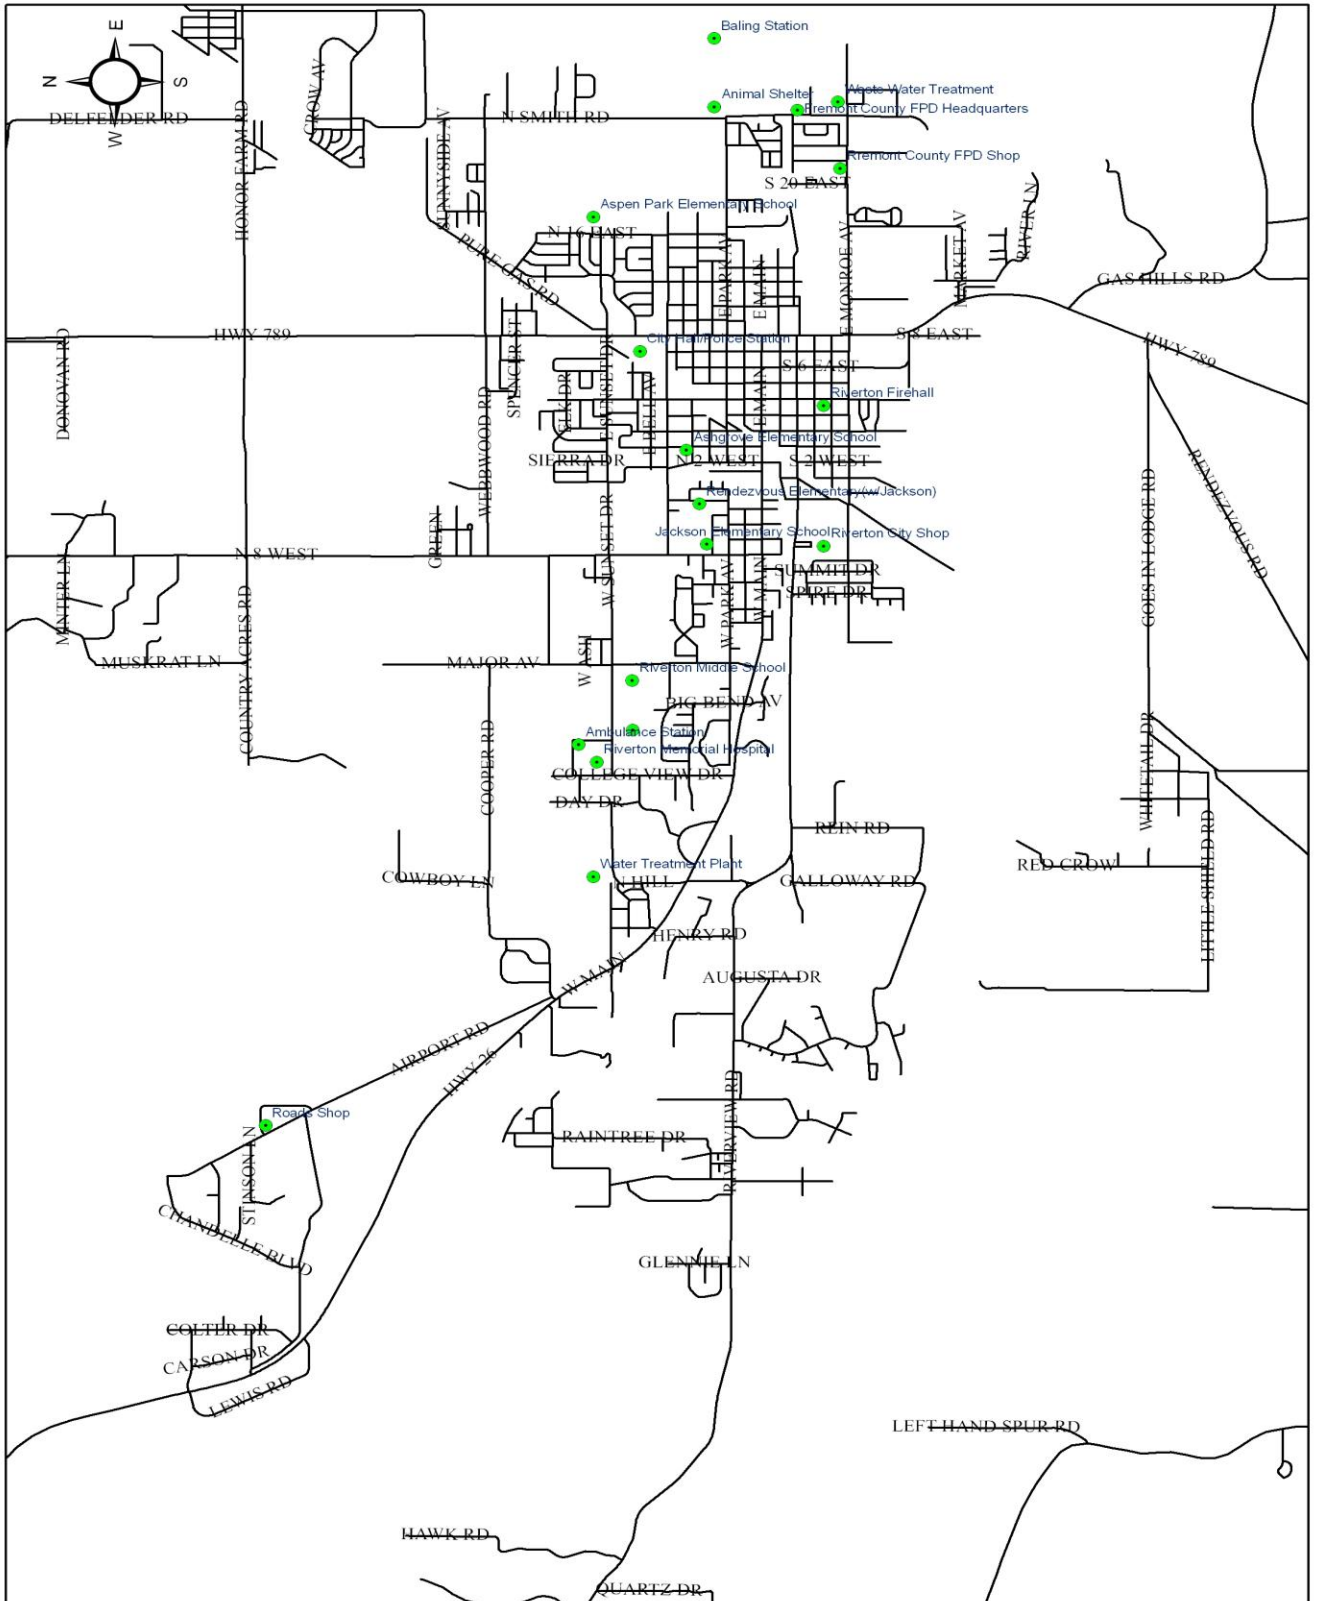 E
N
S
W
Baling Station
Waste Water Treatment
Animal Shelter
Fremont County FPD Headquarters
DELFELDER RD
N SMITH RD
CROW AV
HONOR FARM RD
SUNNYSIDE AV
Rremont County FPD Shop
S 20 EAST
Aspen Park Elementary School
N 16 EAST
PURE GAS RD
E PARK AV
E MAIN
E MONROE AV
MARKET AV
RIVER LN
GAS HILLS RD
HWY 789
S 8 EAST
HWY 789
City Hall/Police Station
DONOVAN RD
SPENCER ST
ELK DR
E SUNSET DR
E BELL AV
E MAIN
S 6 EAST
Riverton Firehall
WEBBWOOD RD
Ashgrove Elementary School
SIERRA DR
N 2 WEST
S 2 WEST
Rendezvous Elementary(w/Jackson)
RENDEZVOUS RD
GOES IN LODGE RD
Jackson Elementary School
Riverton City Shop
GREEN
N 8 WEST
W SUNSET DR
SUMMIT DR
SPIRE DR
MINTER LN
W PARK AV
W MAIN
MUSKRAT LN
COUNTRY ACRES RD
MAJOR AV
W ASH
Riverton Middle School
BIG BEND AV
Ambulance Station
Riverton Memorial Hospital
COLLEGE VIEW DR
COOPER RD
DAY DR
WHITETAIL DR
REIN RD
Water Treatment Plant
COWBOY LN
N HILL
GALLOWAY RD
RED CROW
LITTLE SHIELD RD
HENRY RD
W MAIN
AUGUSTA DR
AIRPORT RD
HWY 26
Roads Shop
STINSON LN
RAINTREE DR
RIVERVIEW RD
CHANDELLE BLVD
GLENNIE LN
COLTER DR
CARSON DR
LEWIS RD
LEFT HAND SPUR RD
HAWK RD
QUARTZ DR